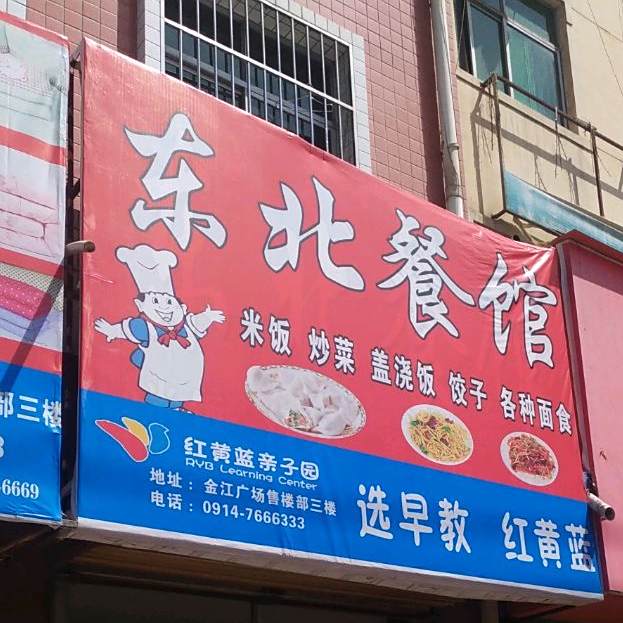 东北餐馆
米饭 炒菜 盖浇饭 饺子 各种面食
红黄蓝亲子园
RYB Learning Center
地址：金江广场售楼部三楼
电话：0914-7666333
选早教 红黄蓝
部三楼
6669